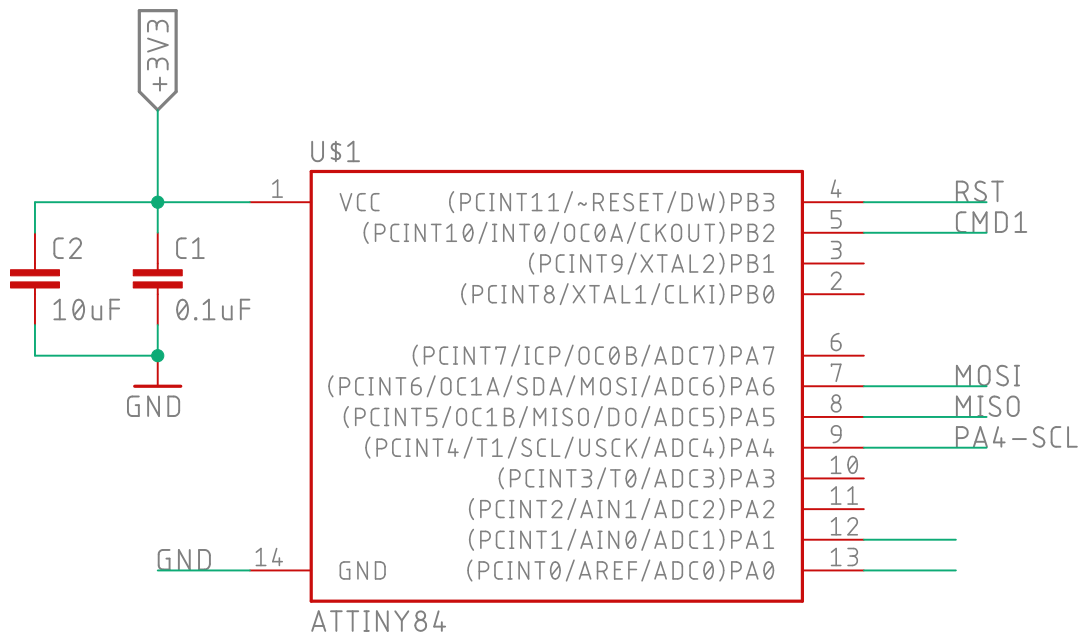 +3V3
U$1
1
VCC
(PCINT11/~RESET/DW)PB3
4
RST
(PCINT10/INT0/OC0A/CKOUT)PB2
5
CMD1
C2
C1
(PCINT9/XTAL2)PB1
3
10uF
0.1uF
(PCINT8/XTAL1/CLKI)PB0
2
(PCINT7/ICP/OC0B/ADC7)PA7
6
GND
(PCINT6/OC1A/SDA/MOSI/ADC6)PA6
7
MOSI
(PCINT5/OC1B/MISO/DO/ADC5)PA5
8
MISO
(PCINT4/T1/SCL/USCK/ADC4)PA4
9
PA4-SCL
(PCINT3/T0/ADC3)PA3
10
(PCINT2/AIN1/ADC2)PA2
11
(PCINT1/AIN0/ADC1)PA1
12
GND
14
GND
(PCINT0/AREF/ADC0)PA0
13
ATTINY84